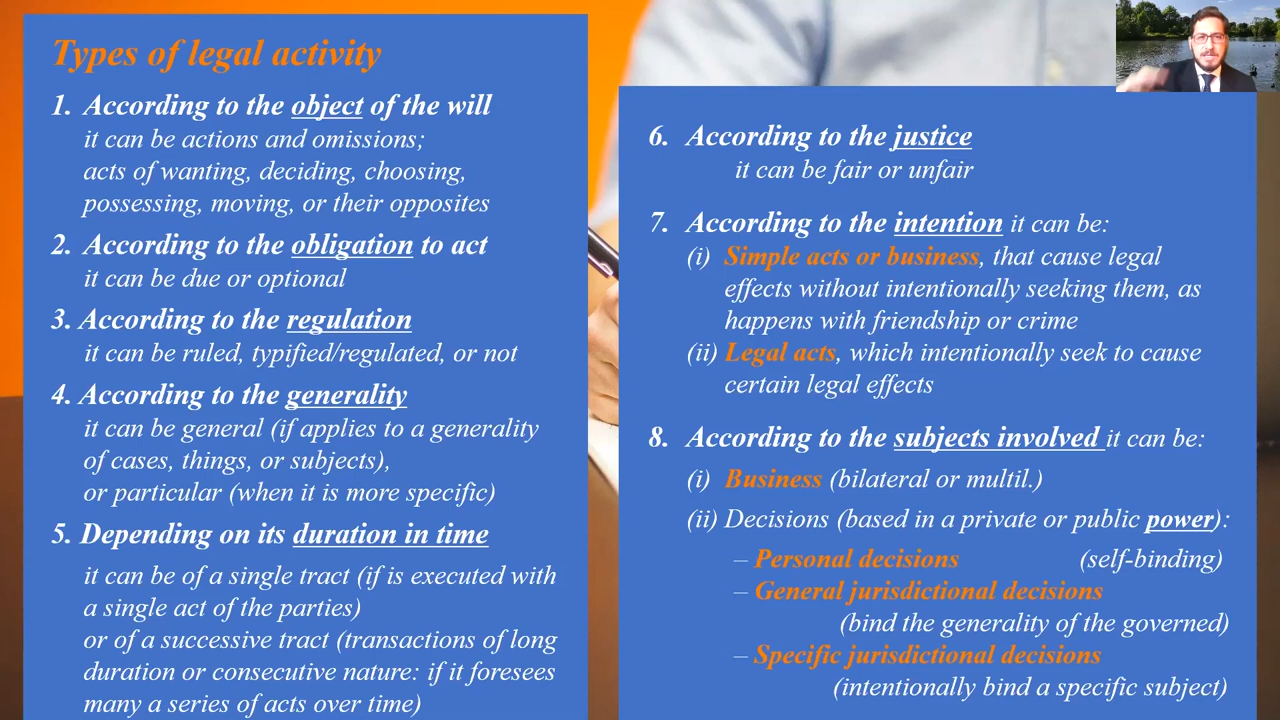 Types of legal activity
1. According to the object of the will
it can be actions and omissions;
acts of wanting, deciding, choosing,
possessing, moving, or their opposites
2. According to the obligation to act
it can be due or optional
3. According to the regulation
it can be ruled, typified/regulated, or not
4. According to the generality
it can be general (if applies to a generality
of cases, things, or subjects),
or particular (when it is more specific)
5. Depending on its duration in time
it can be of a single tract (if is executed with
a single act of the parties)
or of a successive tract (transactions of long
duration or consecutive nature: if it foresees
many a series of acts over time)
6. According to the justice
it can be fair or unfair
7. According to the intention it can be:
(i) Simple acts or business, that cause legal
effects without intentionally seeking them, as
happens with friendship or crime
(ii) Legal acts, which intentionally seek to cause
certain legal effects
8. According to the subjects involved it can be:
(i) Business (bilateral or multil.)
(ii) Decisions (based in a private or public power):
– Personal decisions (self-binding)
– General jurisdictional decisions
(bind the generality of the governed)
– Specific jurisdictional decisions
(intentionally bind a specific subject)